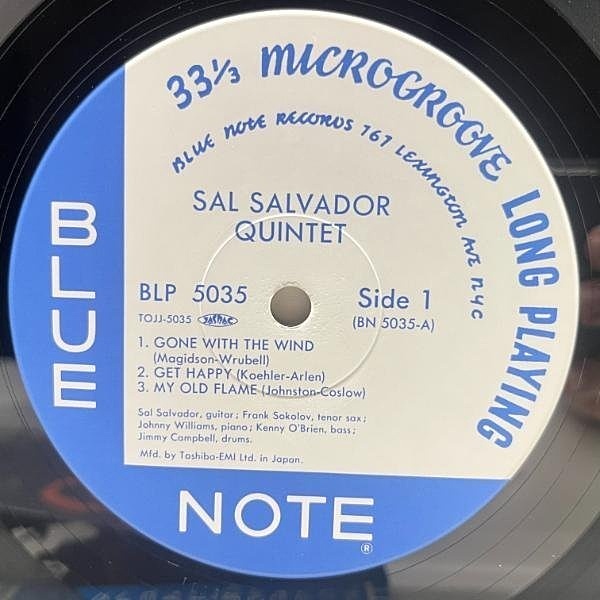 33⅓ MICROGROOVE LONG PLAYING
BLUE NOTE RECORDS 767 LEXINGTON AVE NYC
SAL SALVADOR
QUINTET
BLP 5035
Side 1
TOJJ-5035
(BN 5035-A)
1. GONE WITH THE WIND
(Magidson-Wrubell)
2. GET HAPPY (Koehler-Arlen)
3. MY OLD FLAME (Johnston-Coslow)
Sal Salvador, guitar; Frank Sokolov, tenor sax;
Johnny Williams, piano; Kenny O'Brien, bass;
Jimmy Campbell, drums.
Mfd. by Toshiba-EMI Ltd. in Japan.
BLUE
NOTE
®